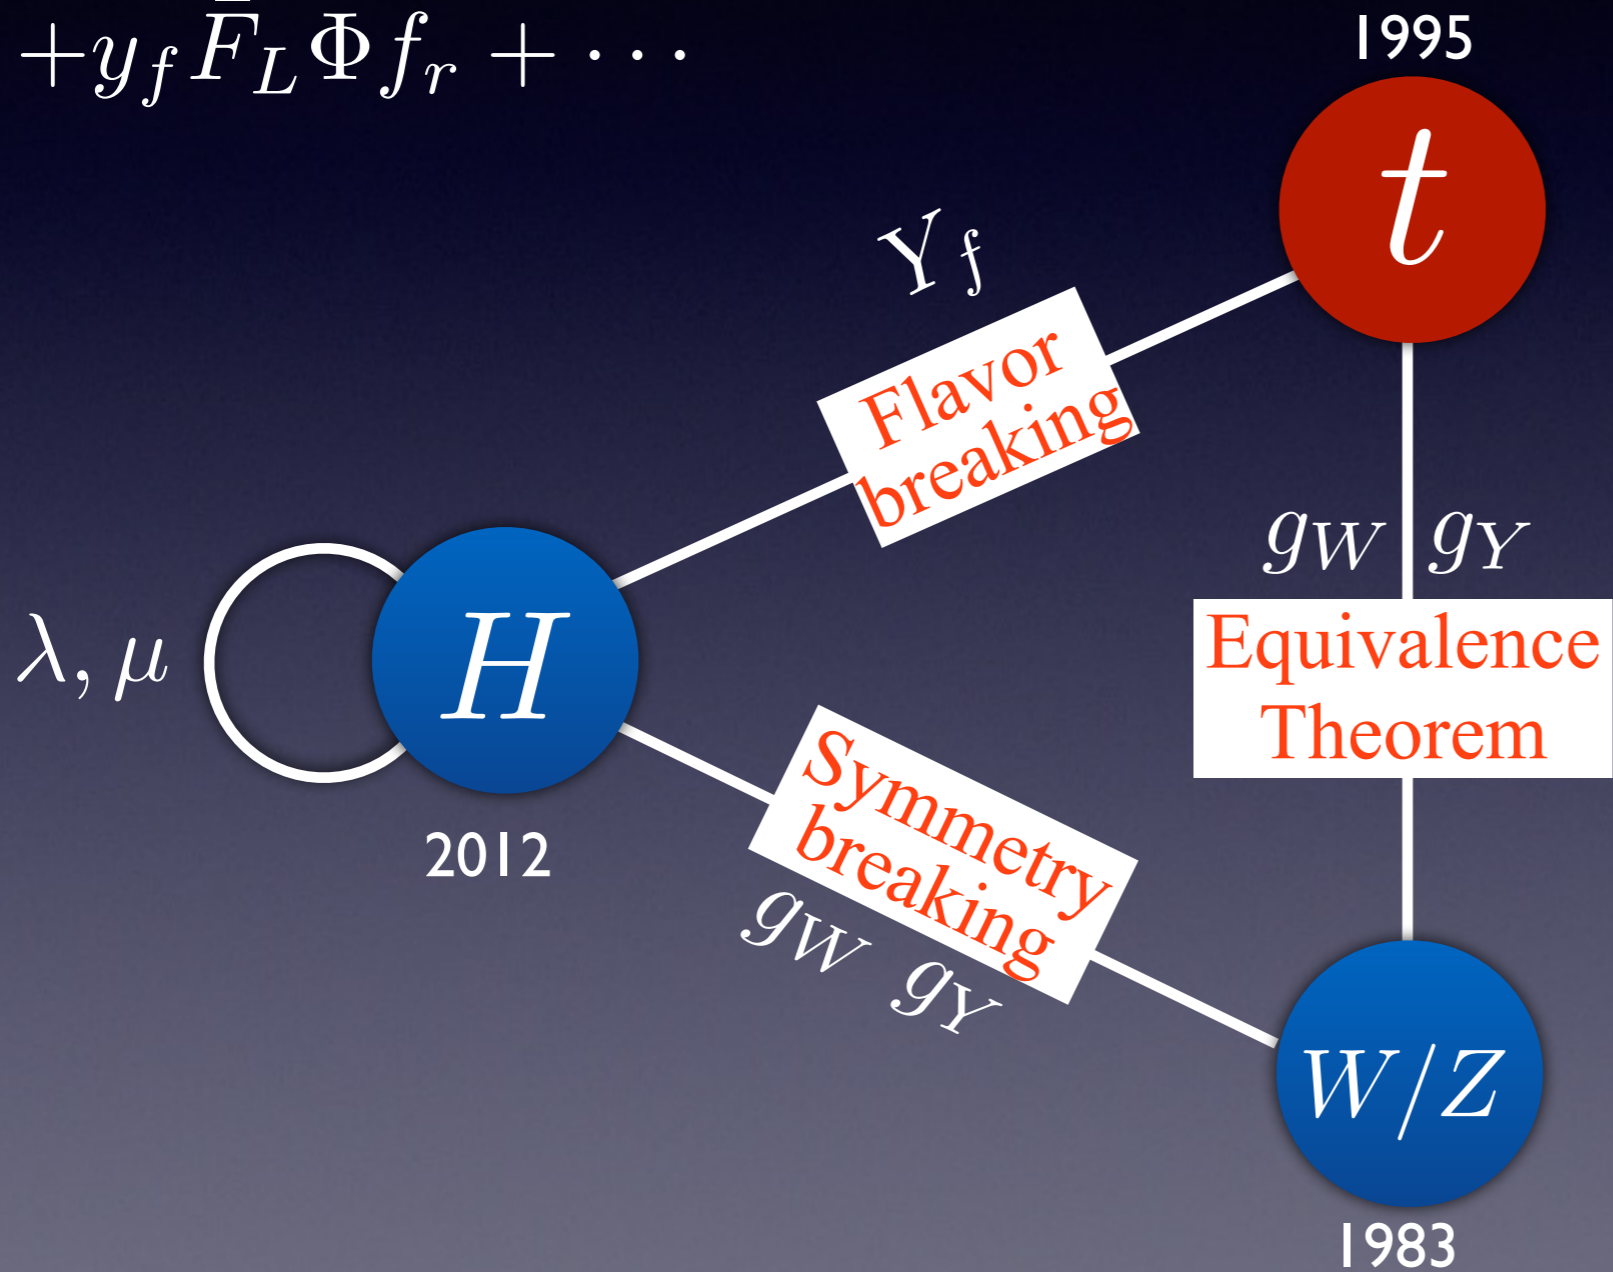 +y_f F̄_L Φ f_r + ⋯
1995
t
Y_f
Flavor
breaking
g_W g_Y
Equivalence
Theorem
λ, μ
H
2012
Symmetry
breaking
g_W g_Y
W/Z
1983